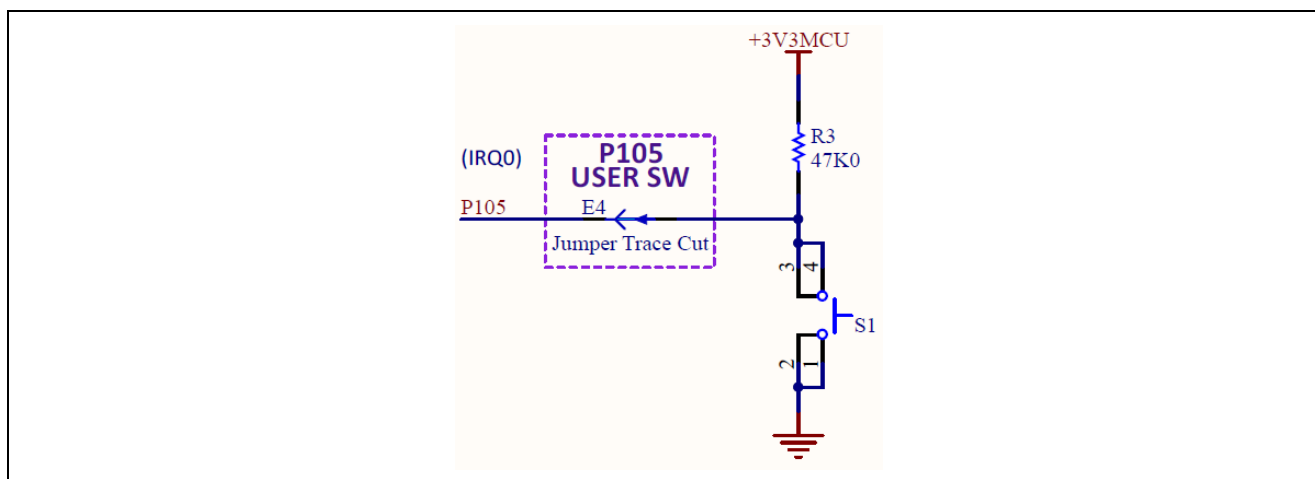 +3V3MCU
R3
47K0
(IRQ0)
P105
USER SW
P105
E4
Jumper Trace Cut
3
4
S1
2
1